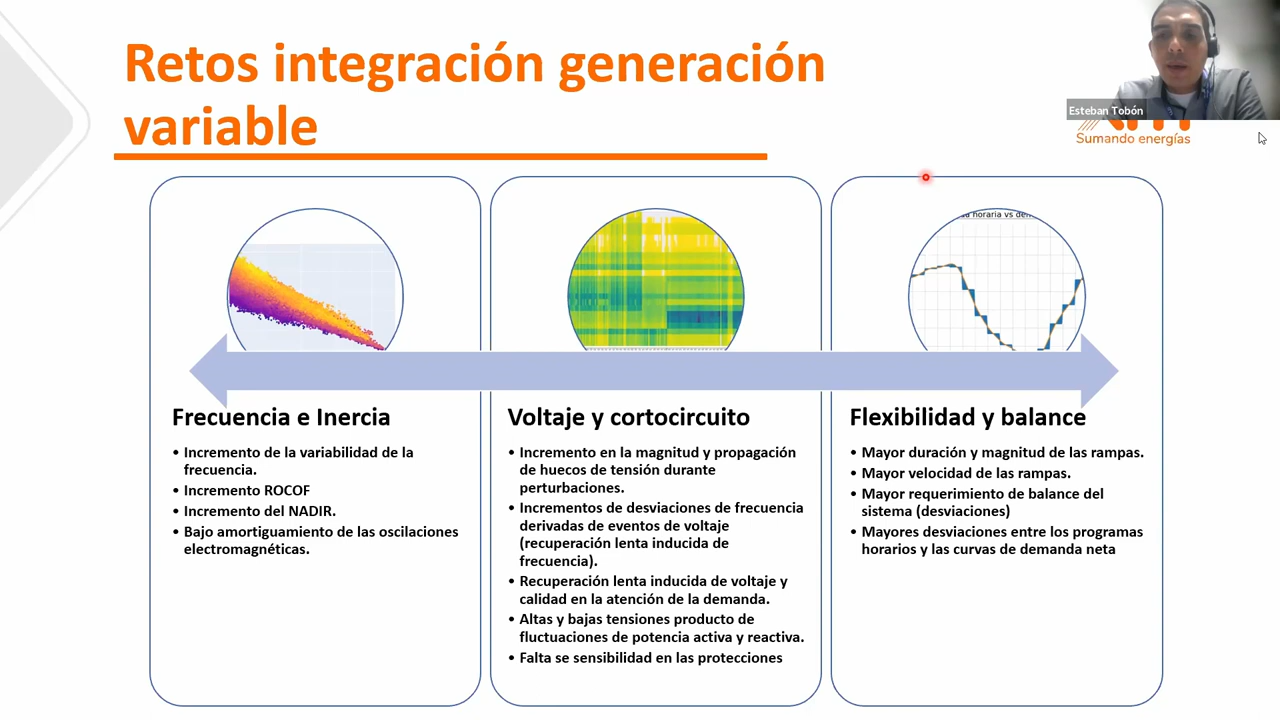 Retos integración generación
variable
Esteban Tobón
Sumando energías
horaria vs
Frecuencia e Inercia
• Incremento de la variabilidad de la
frecuencia.
• Incremento ROCOF
• Incremento del NADIR.
• Bajo amortiguamiento de las oscilaciones
electromagnéticas.
Voltaje y cortocircuito
• Incremento en la magnitud y propagación
de huecos de tensión durante
perturbaciones.
• Incrementos de desviaciones de frecuencia
derivadas de eventos de voltaje
(recuperación lenta inducida de
frecuencia).
• Recuperación lenta inducida de voltaje y
calidad en la atención de la demanda.
• Altas y bajas tensiones producto de
fluctuaciones de potencia activa y reactiva.
• Falta se sensibilidad en las protecciones
Flexibilidad y balance
• Mayor duración y magnitud de las rampas.
• Mayor velocidad de las rampas.
• Mayor requerimiento de balance del
sistema (desviaciones)
• Mayores desviaciones entre los programas
horarios y las curvas de demanda neta